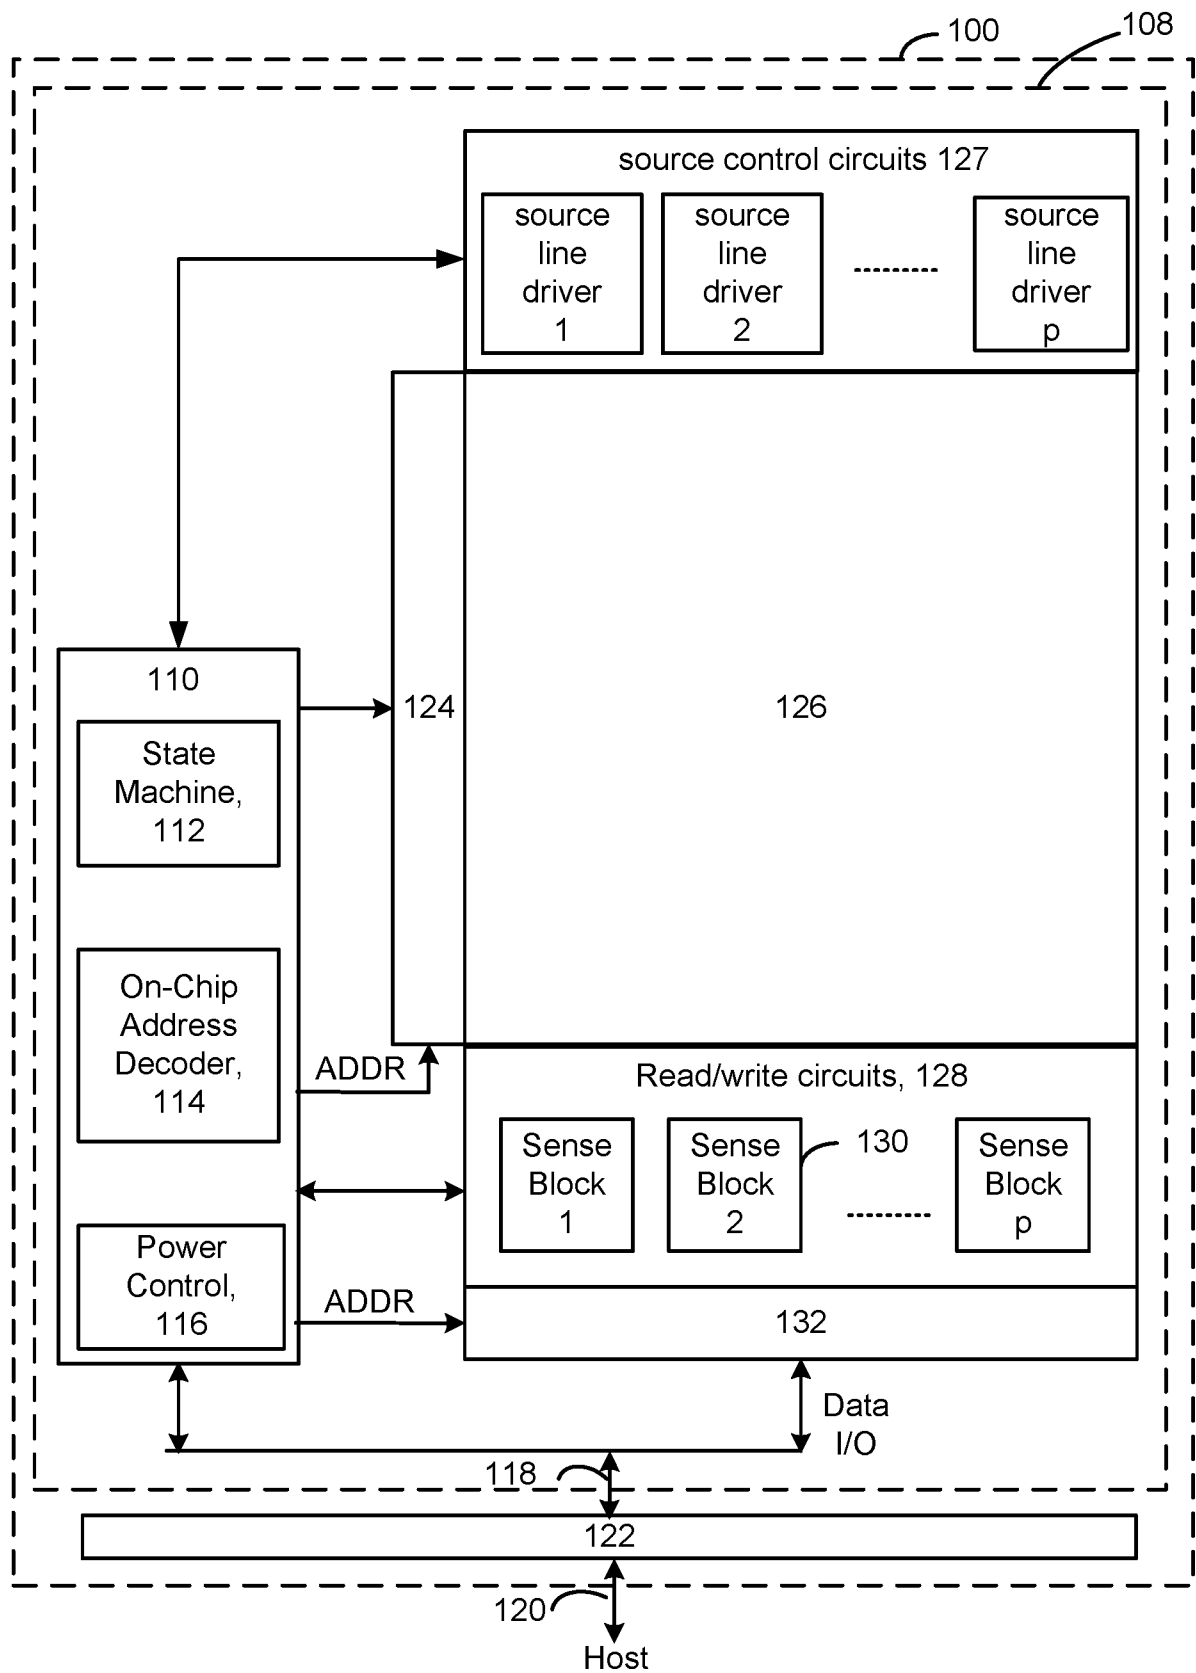 100
108
source control circuits 127
source
line
driver
1
source
line
driver
2
source
line
driver
p
110
124
126
State
Machine,
112
On-Chip
Address
Decoder,
114
ADDR
Read/write circuits, 128
Sense
Block
1
Sense
Block
2
130
Sense
Block
p
Power
Control,
116
ADDR
132
Data
I/O
118
122
120
Host